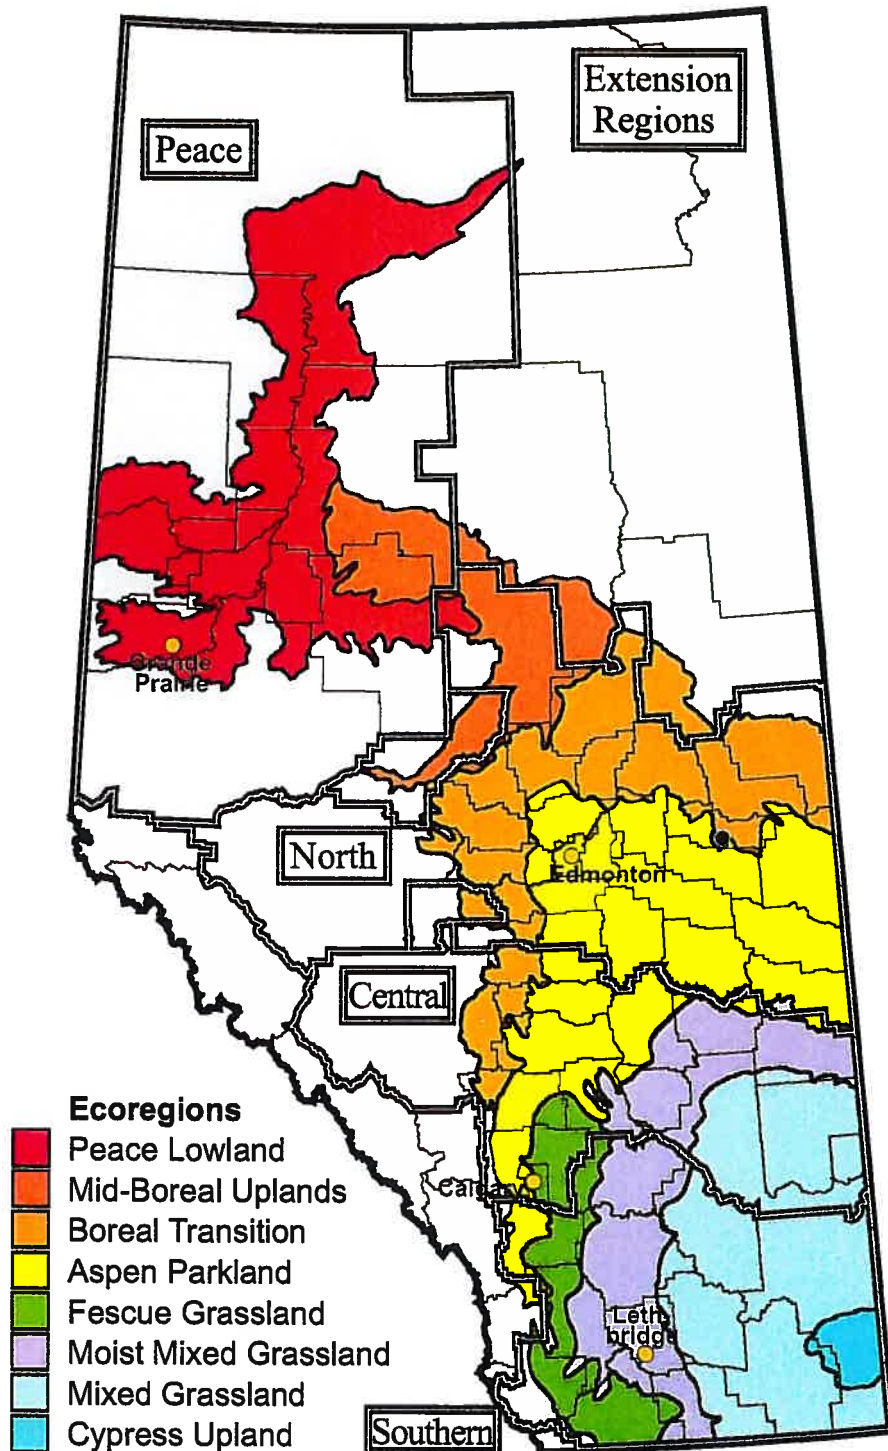 Extension
Regions
Peace
Grande
Prairie
North
Edmonton
Central
Ecoregions
Peace Lowland
Mid-Boreal Uplands
Boreal Transition
Aspen Parkland
Fescue Grassland
Moist Mixed Grassland
Mixed Grassland
Cypress Upland
Calgary
Leth-
bridge
Southern